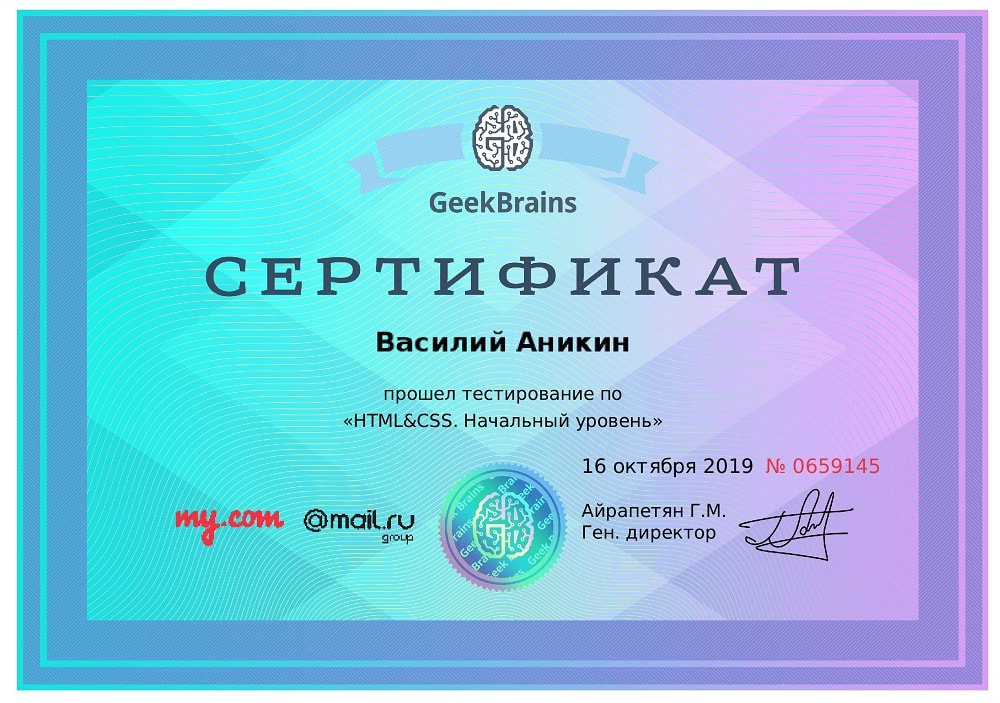 GeekBrains
СЕРТИФИКАТ
Василий Аникин
прошел тестирование по
«HTML&CSS. Начальный уровень»
16 октября 2019 № 0659145
my.com @mail.ru
group
Айрапетян Г.М.
Ген. директор